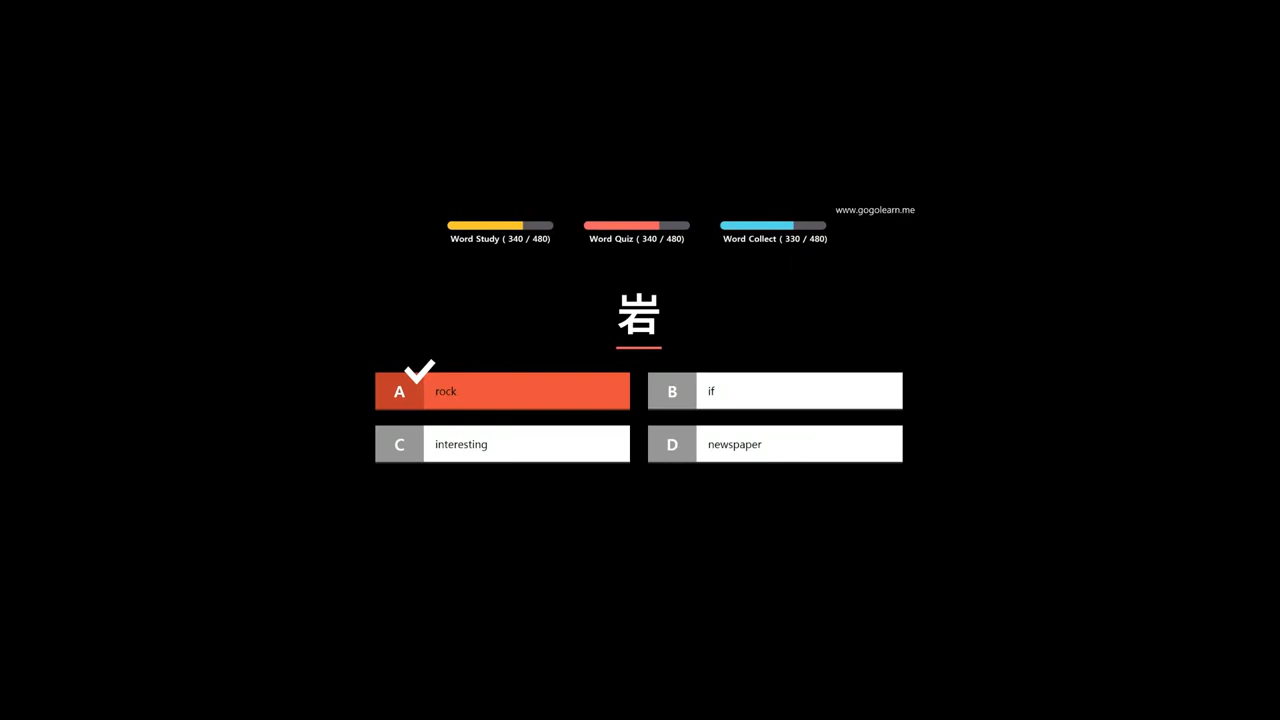 www.gogolearn.me
Word Study ( 340 / 480)
Word Quiz ( 340 / 480)
Word Collect ( 330 / 480)
岩
A rock
B if
C interesting
D newspaper